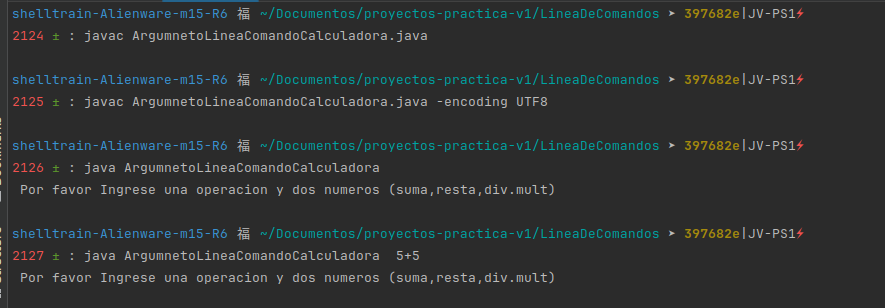 shelltrain-Alienware-m15-R6 福 ~/Documentos/proyectos-practica-v1/LineaDeComandos ➤ 397682e|JV-PS1⚡
2124 ± : javac ArgumnetoLineaComandoCalculadora.java
shelltrain-Alienware-m15-R6 福 ~/Documentos/proyectos-practica-v1/LineaDeComandos ➤ 397682e|JV-PS1⚡
2125 ± : javac ArgumnetoLineaComandoCalculadora.java -encoding UTF8
shelltrain-Alienware-m15-R6 福 ~/Documentos/proyectos-practica-v1/LineaDeComandos ➤ 397682e|JV-PS1⚡
2126 ± : java ArgumnetoLineaComandoCalculadora
Por favor Ingrese una operacion y dos numeros (suma,resta,div.mult)
shelltrain-Alienware-m15-R6 福 ~/Documentos/proyectos-practica-v1/LineaDeComandos ➤ 397682e|JV-PS1⚡
2127 ± : java ArgumnetoLineaComandoCalculadora  5+5
Por favor Ingrese una operacion y dos numeros (suma,resta,div.mult)